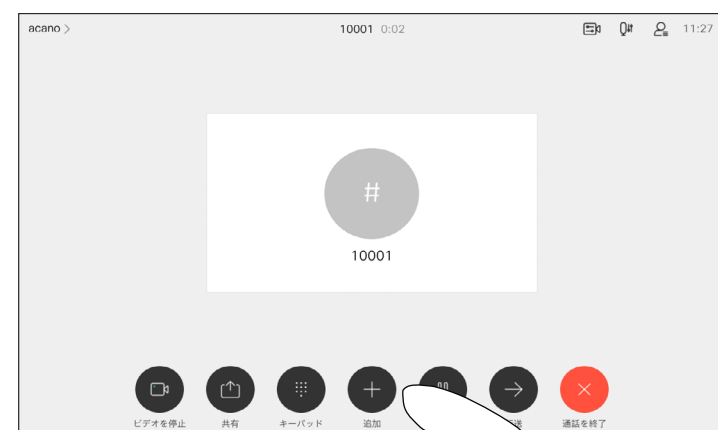 acano >
10001 0:02
11:27
#
10001
ビデオを停止
共有
キーパッド
追加
通話を終了